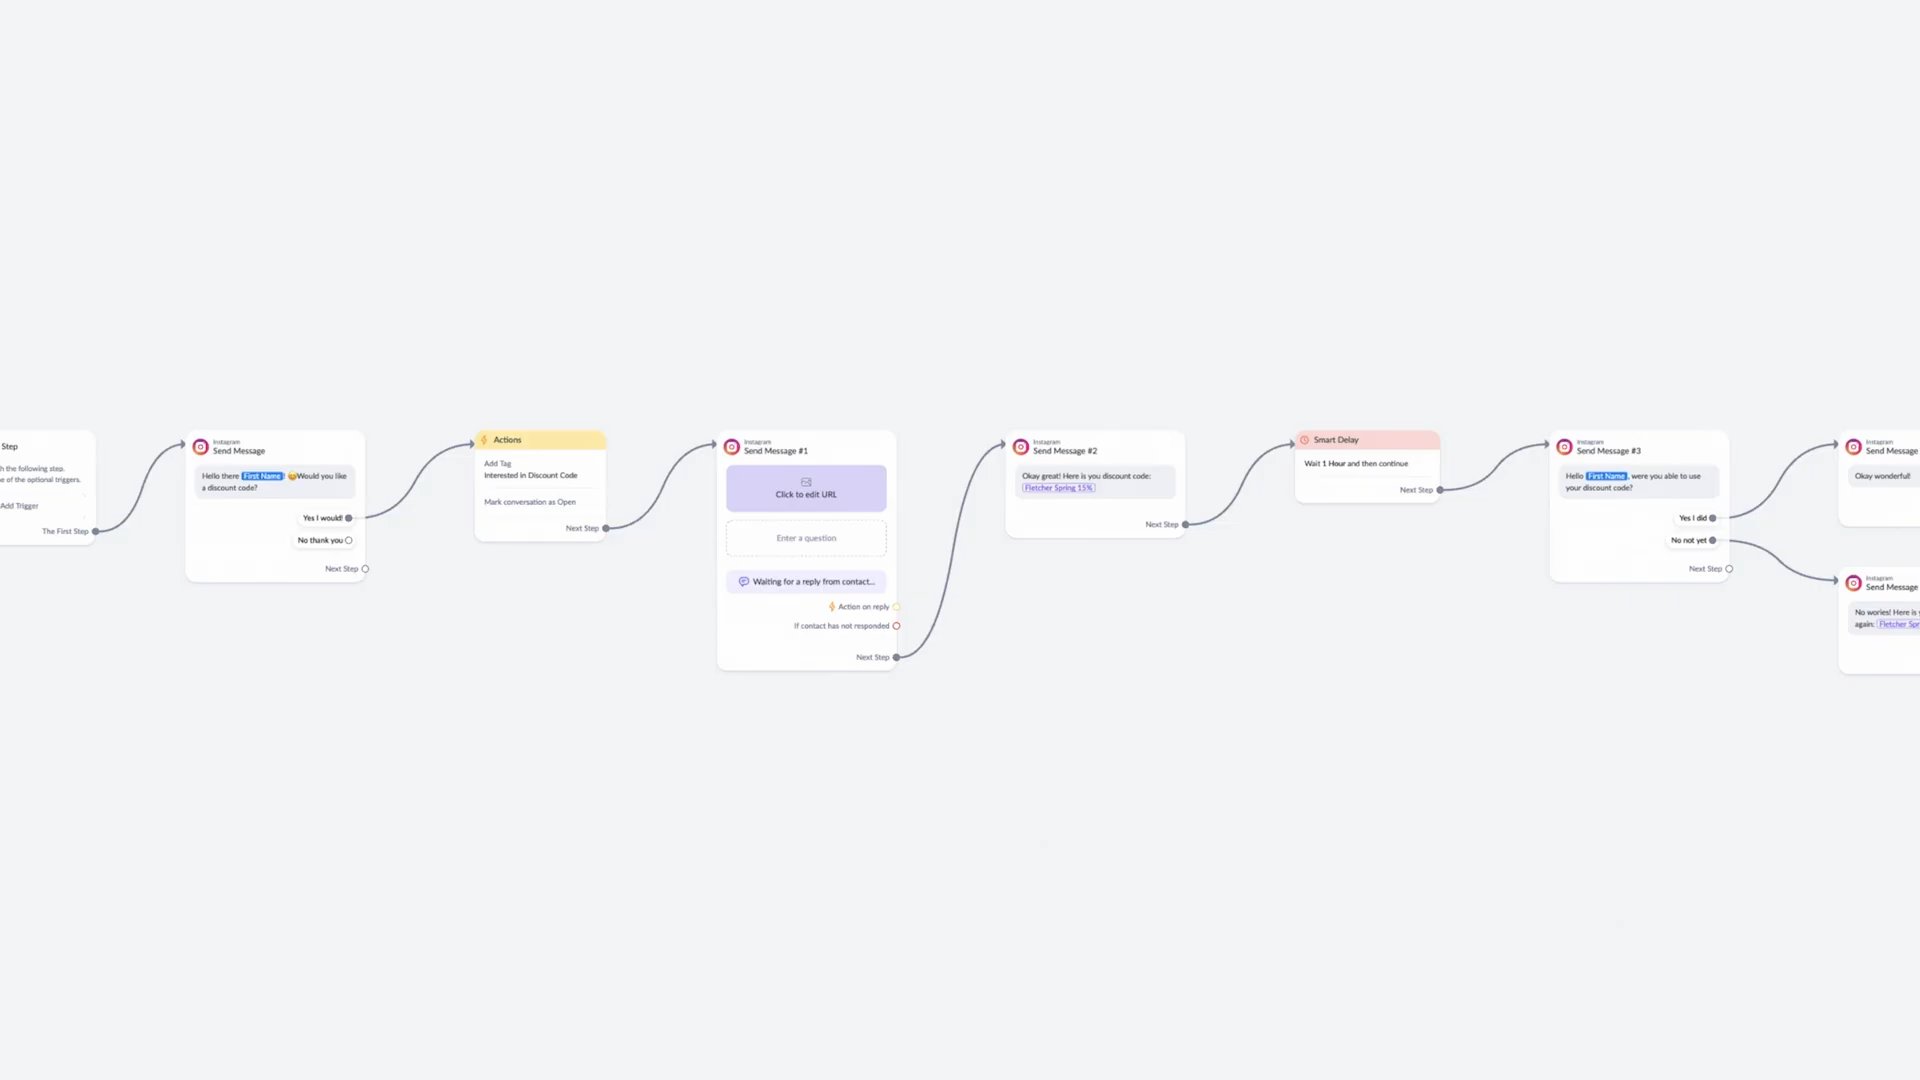 Step
h the following step.
e of the optional triggers.
Add Trigger
The First Step
Instagram
Send Message
Hello there First Name ! 😊Would you like
a discount code?
Yes I would!
No thank you
Next Step
Actions
Add Tag
Interested in Discount Code
Mark conversation as Open
Next Step
Instagram
Send Message #1
Click to edit URL
Enter a question
Waiting for a reply from contact...
Action on reply
If contact has not responded
Next Step
Instagram
Send Message #2
Okay great! Here is you discount code:
Fletcher Spring 15%
Next Step
Smart Delay
Wait 1 Hour and then continue
Next Step
Instagram
Send Message #3
Hello First Name , were you able to use
your discount code?
Yes I did
No not yet
Next Step
Instagram
Send Message
Okay wonderful!
Instagram
Send Message
No wories! Here is y
again: Fletcher Spr